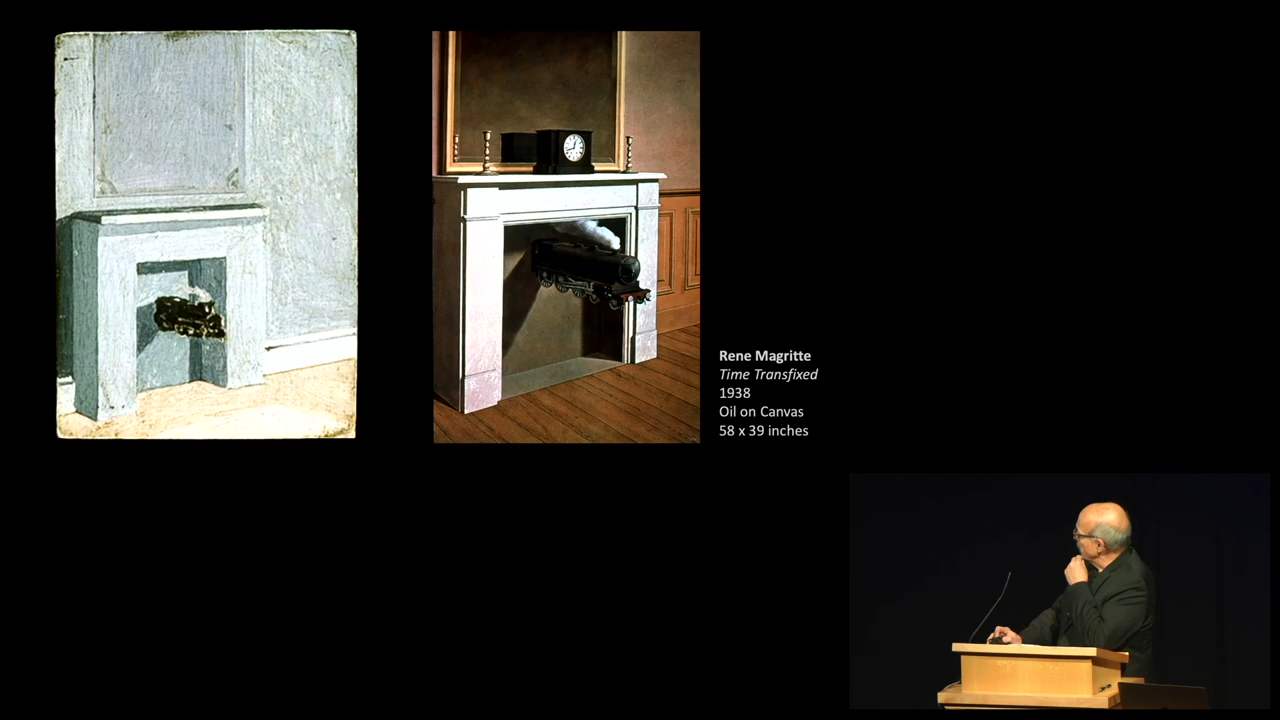 Rene Magritte
Time Transfixed
1938
Oil on Canvas
58 x 39 inches